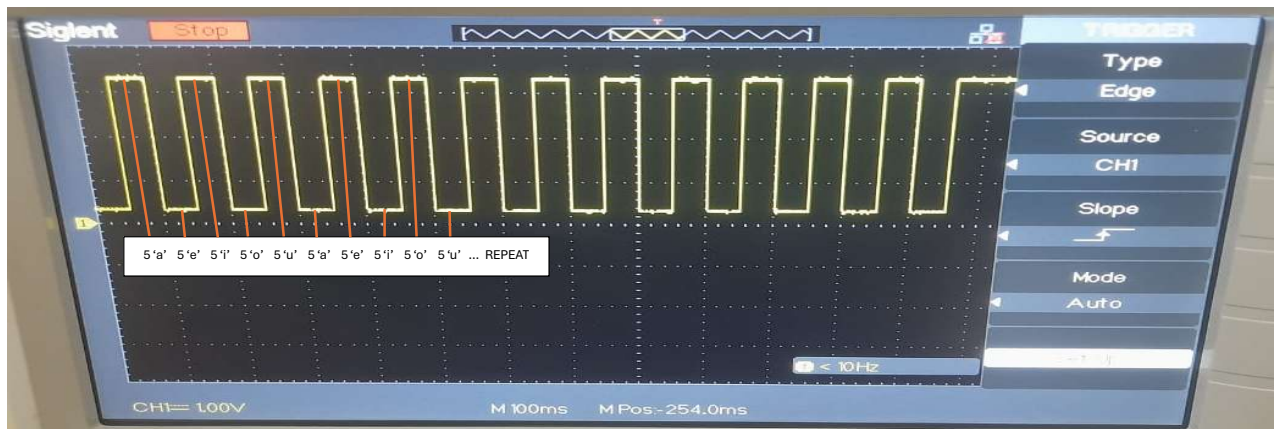 Siglent Stop T TRIGGER
Type
Edge
Source
CH1
Slope
1
5 'a' 5 'e' 5 'i' 5 'o' 5 'u' 5 'a' 5 'e' 5 'i' 5 'o' 5 'u' ... REPEAT
Mode
Auto
< 10Hz
CH1 1.00V M 100ms M Pos:-254.0ms